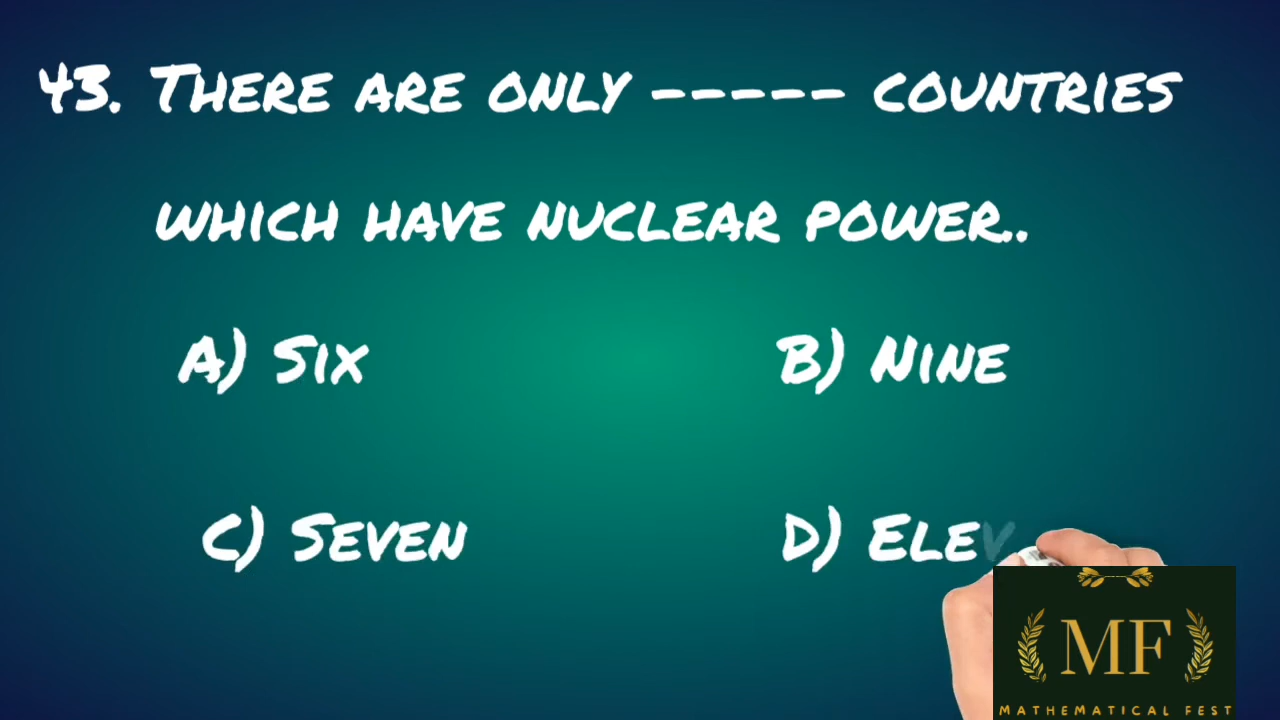 43. There are only ----- countries
which have nuclear power..
A) Six
B) Nine
C) Seven
D) Elev
MF
MATHEMATICAL FEST